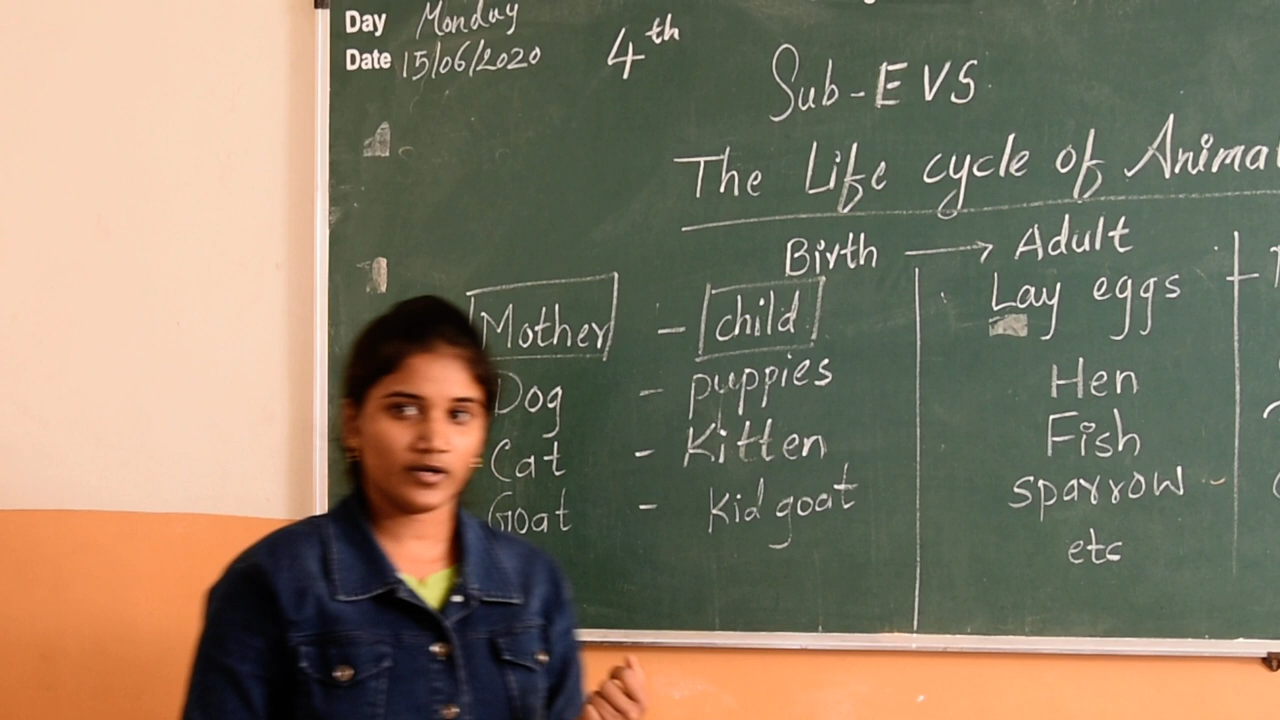 Day Monday
Date 15/06/2020
4th
Sub-EVS
The Life cycle of Anima
Birth → Adult
Mother - child
Dog - puppies
Cat - Kitten
Goat - Kid goat
Lay eggs
Hen
Fish
sparrow
etc